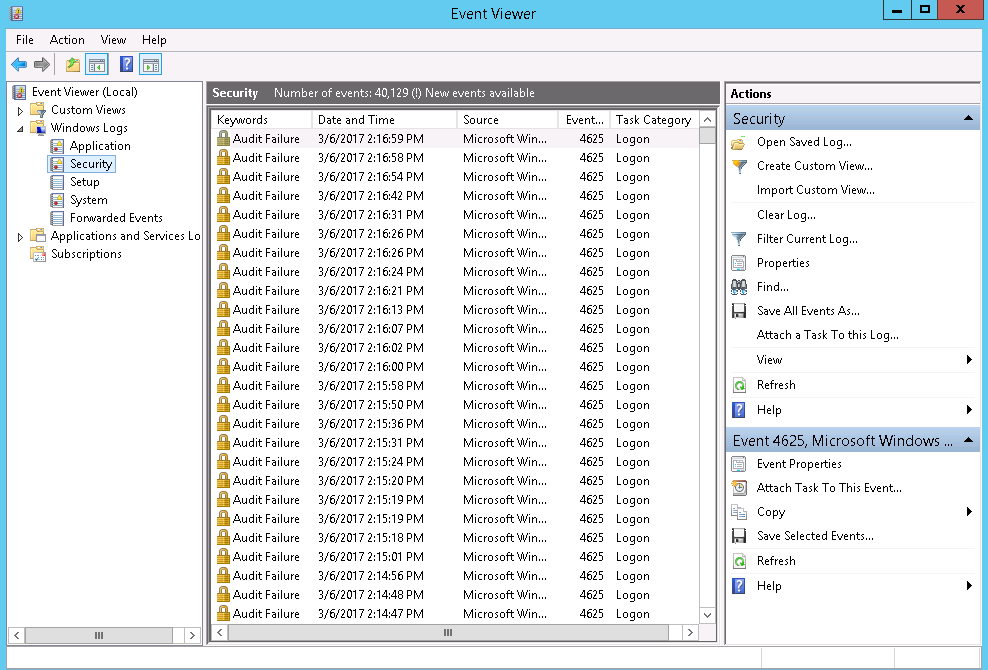 Event Viewer
File Action View Help
Event Viewer (Local)
Custom Views
Windows Logs
Application
Security
Setup
System
Forwarded Events
Applications and Services Lo
Subscriptions
Security Number of events: 40,129 (!) New events available
Keywords Date and Time Source Event... Task Category
Audit Failure 3/6/2017 2:16:59 PM Microsoft Win... 4625 Logon
Audit Failure 3/6/2017 2:16:58 PM Microsoft Win... 4625 Logon
Audit Failure 3/6/2017 2:16:54 PM Microsoft Win... 4625 Logon
Audit Failure 3/6/2017 2:16:42 PM Microsoft Win... 4625 Logon
Audit Failure 3/6/2017 2:16:31 PM Microsoft Win... 4625 Logon
Audit Failure 3/6/2017 2:16:26 PM Microsoft Win... 4625 Logon
Audit Failure 3/6/2017 2:16:26 PM Microsoft Win... 4625 Logon
Audit Failure 3/6/2017 2:16:24 PM Microsoft Win... 4625 Logon
Audit Failure 3/6/2017 2:16:21 PM Microsoft Win... 4625 Logon
Audit Failure 3/6/2017 2:16:13 PM Microsoft Win... 4625 Logon
Audit Failure 3/6/2017 2:16:07 PM Microsoft Win... 4625 Logon
Audit Failure 3/6/2017 2:16:02 PM Microsoft Win... 4625 Logon
Audit Failure 3/6/2017 2:16:00 PM Microsoft Win... 4625 Logon
Audit Failure 3/6/2017 2:15:58 PM Microsoft Win... 4625 Logon
Audit Failure 3/6/2017 2:15:50 PM Microsoft Win... 4625 Logon
Audit Failure 3/6/2017 2:15:36 PM Microsoft Win... 4625 Logon
Audit Failure 3/6/2017 2:15:31 PM Microsoft Win... 4625 Logon
Audit Failure 3/6/2017 2:15:24 PM Microsoft Win... 4625 Logon
Audit Failure 3/6/2017 2:15:20 PM Microsoft Win... 4625 Logon
Audit Failure 3/6/2017 2:15:19 PM Microsoft Win... 4625 Logon
Audit Failure 3/6/2017 2:15:19 PM Microsoft Win... 4625 Logon
Audit Failure 3/6/2017 2:15:18 PM Microsoft Win... 4625 Logon
Audit Failure 3/6/2017 2:15:01 PM Microsoft Win... 4625 Logon
Audit Failure 3/6/2017 2:14:56 PM Microsoft Win... 4625 Logon
Audit Failure 3/6/2017 2:14:48 PM Microsoft Win... 4625 Logon
Audit Failure 3/6/2017 2:14:47 PM Microsoft Win... 4625 Logon
Actions
Security
Open Saved Log...
Create Custom View...
Import Custom View...
Clear Log...
Filter Current Log...
Properties
Find...
Save All Events As...
Attach a Task To this Log...
View
Refresh
Help
Event 4625, Microsoft Windows ...
Event Properties
Attach Task To This Event...
Copy
Save Selected Events...
Refresh
Help